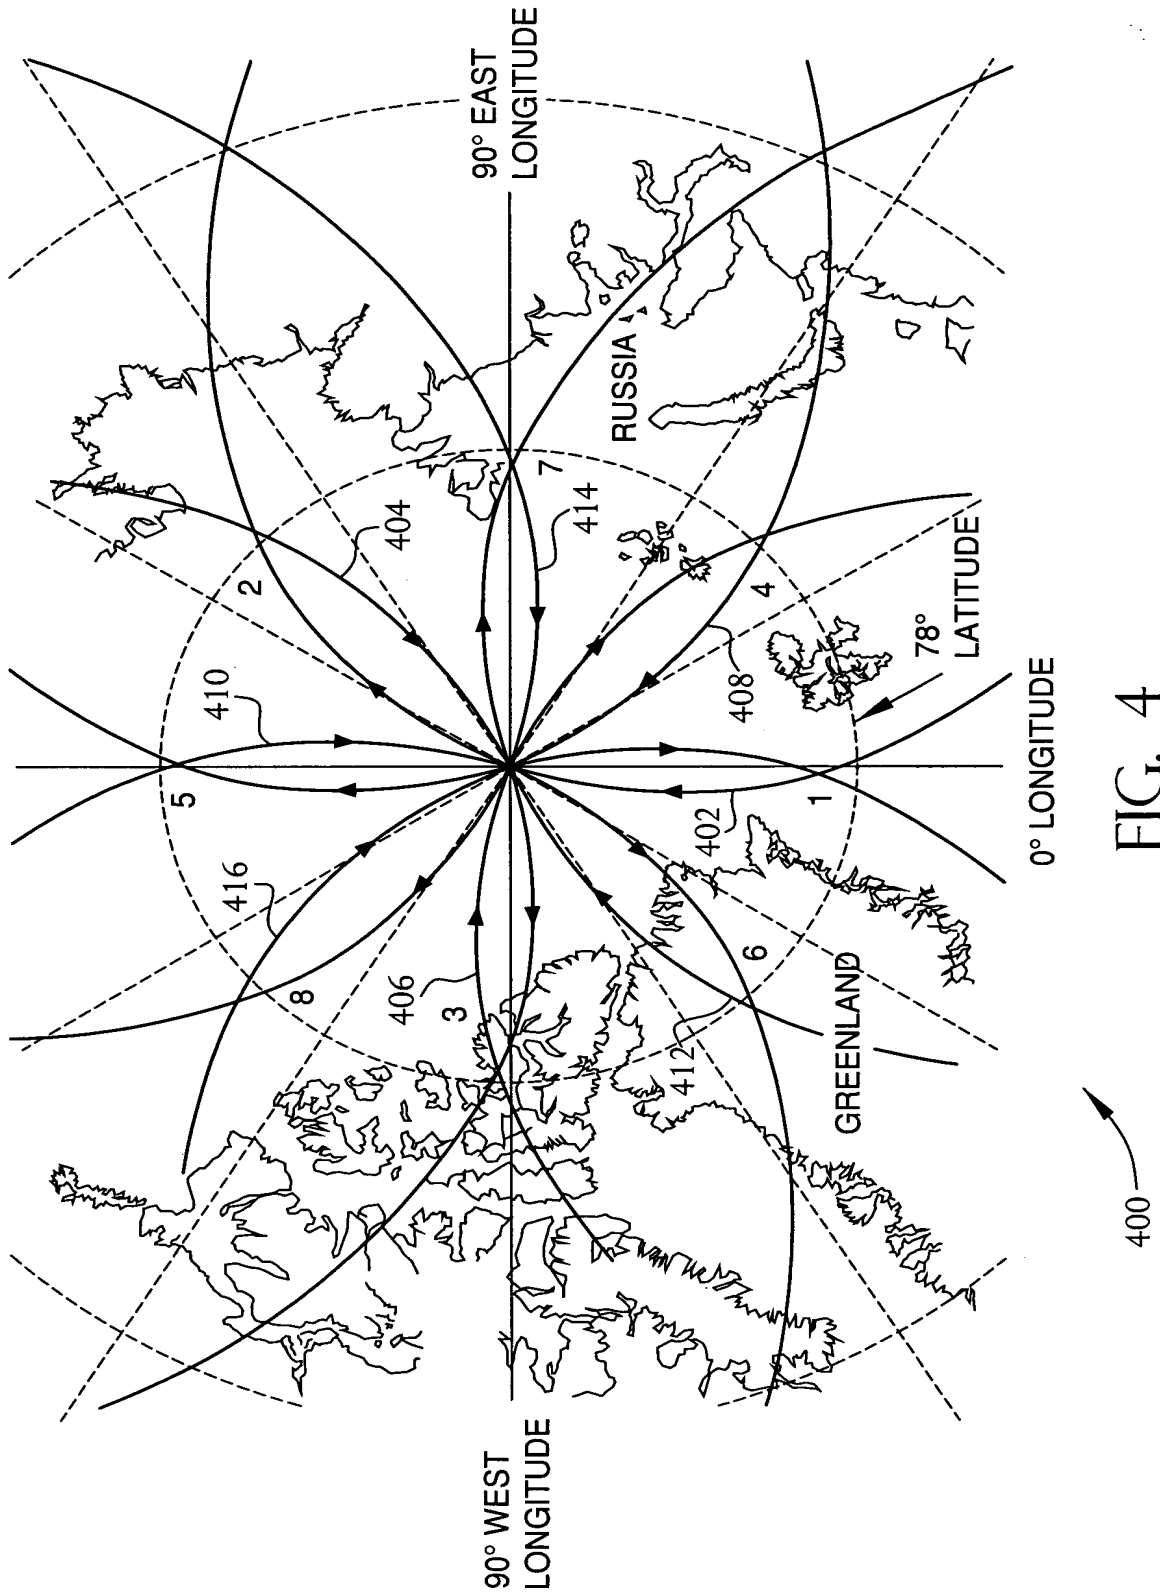 90° EAST
LONGITUDE
404
414
7
RUSSIA
2
410
4
408
78°
LATITUDE
5
1
402
0° LONGITUDE
416
8
406
3
6
412
GREENLAND
90° WEST
LONGITUDE
400
FIG. 4